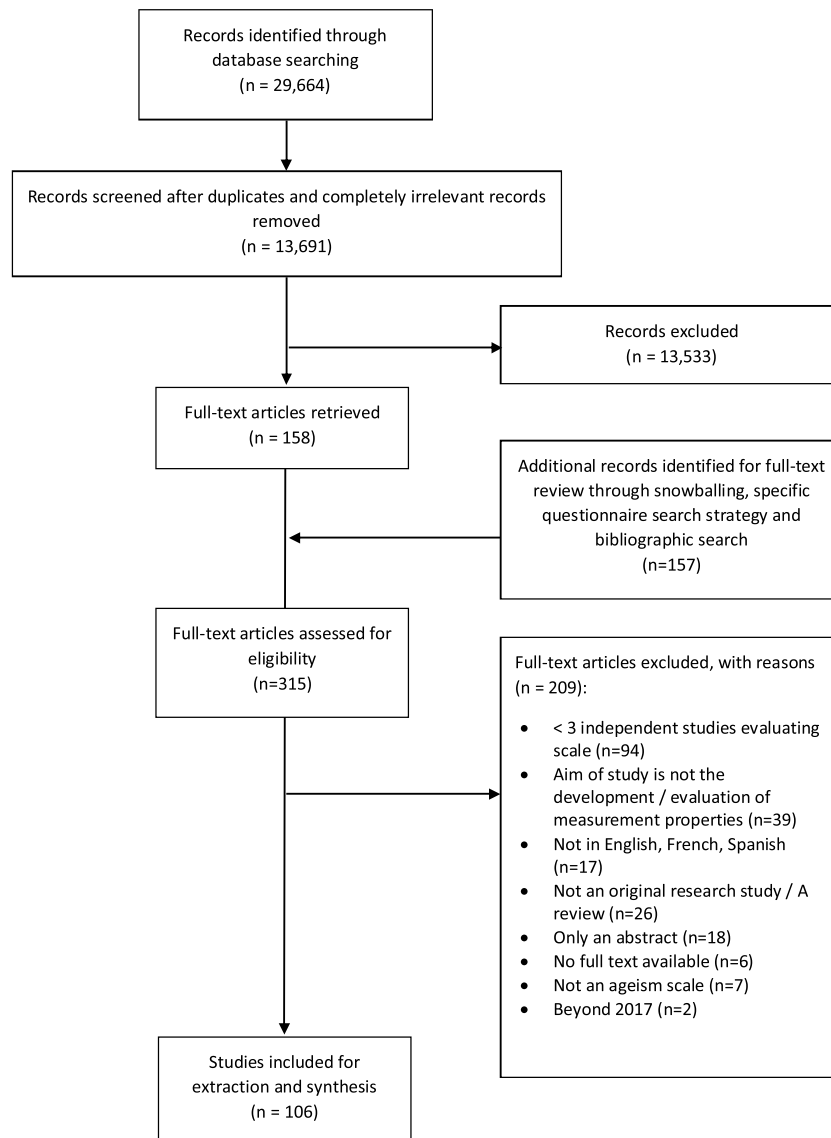 Records identified through
database searching
(n = 29,664)
Records screened after duplicates and completely irrelevant records
removed
(n = 13,691)
Records excluded
(n = 13,533)
Full-text articles retrieved
(n = 158)
Additional records identified for full-text
review through snowballing, specific
questionnaire search strategy and
bibliographic search
(n=157)
Full-text articles assessed for
eligibility
(n=315)
Full-text articles excluded, with reasons
(n = 209):
• < 3 independent studies evaluating
scale (n=94)
• Aim of study is not the
development / evaluation of
measurement properties (n=39)
• Not in English, French, Spanish
(n=17)
• Not an original research study / A
review (n=26)
• Only an abstract (n=18)
• No full text available (n=6)
• Not an ageism scale (n=7)
• Beyond 2017 (n=2)
Studies included for
extraction and synthesis
(n = 106)